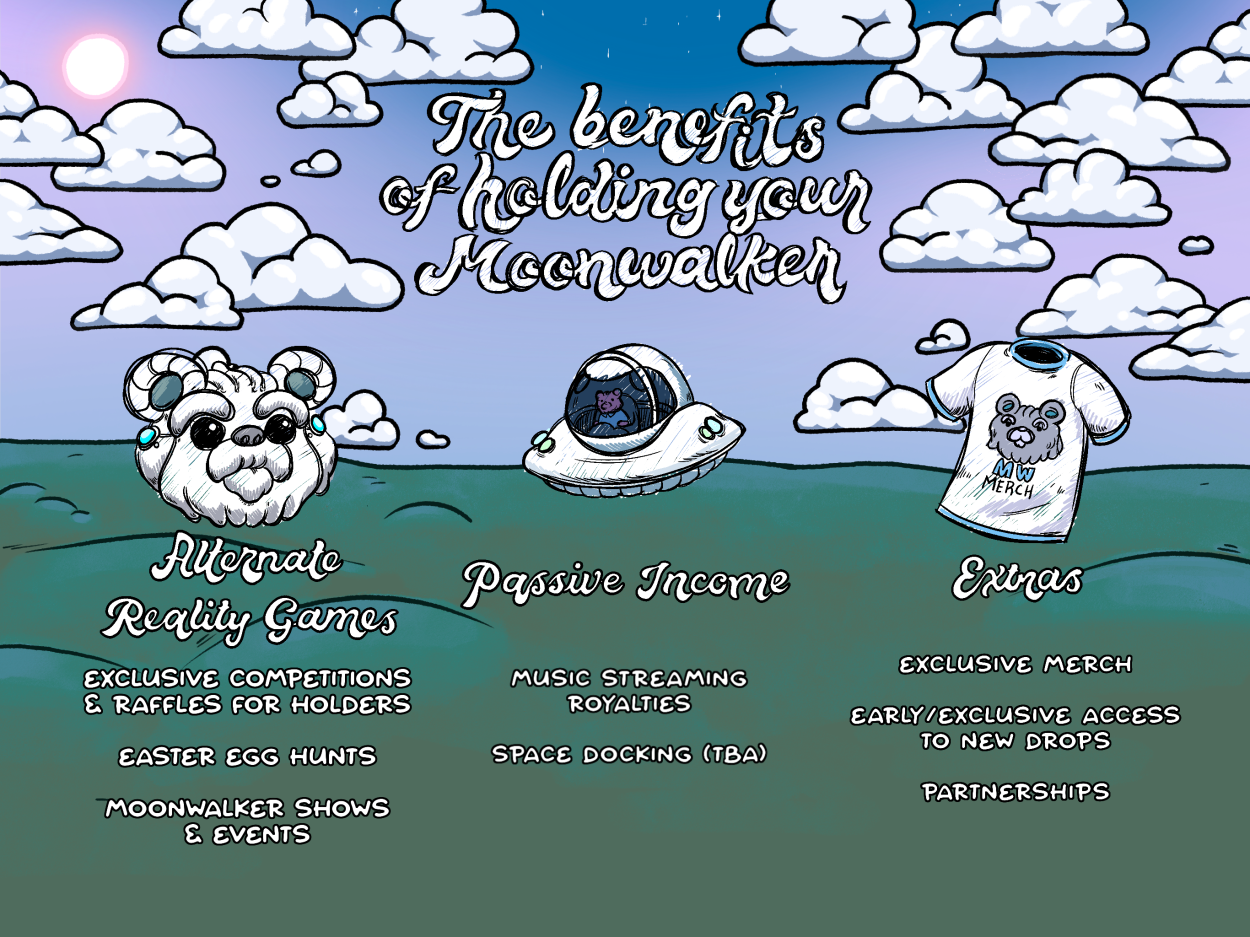 The benefits
of holding your
Moonwalker
MW
MERCH
Alternate
Reality Games
EXCLUSIVE COMPETITIONS
& RAFFLES FOR HOLDERS
EASTER EGG HUNTS
MOONWALKER SHOWS
& EVENTS
Passive Income
MUSIC STREAMING
ROYALTIES
SPACE DOCKING (TBA)
Extras
EXCLUSIVE MERCH
EARLY/EXCLUSIVE ACCESS
TO NEW DROPS
PARTNERSHIPS